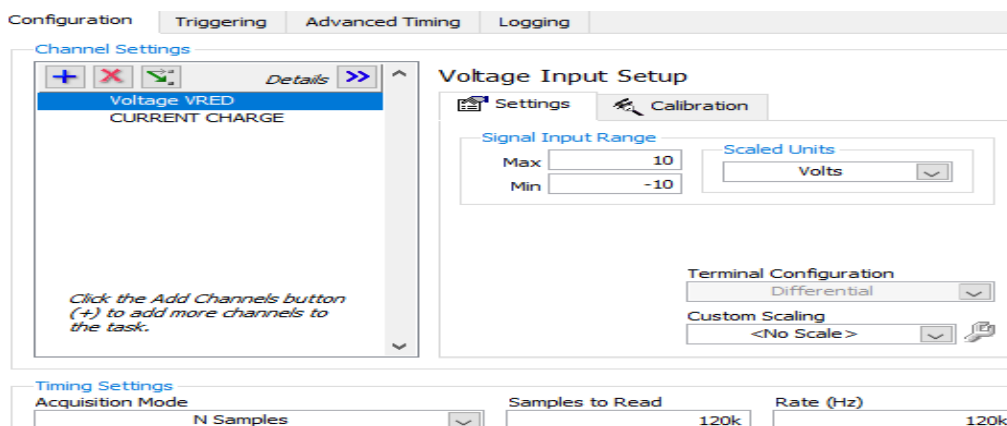 Configuration Triggering Advanced Timing Logging
Channel Settings
Details
Voltage VRED
CURRENT CHARGE
Click the Add Channels button
(+) to add more channels to
the task.
Voltage Input Setup
Settings Calibration
Signal Input Range
Max 10
Min -10
Scaled Units
Volts
Terminal Configuration
Differential
Custom Scaling
<No Scale>
Timing Settings
Acquisition Mode Samples to Read Rate (Hz)
N Samples 120k 120k